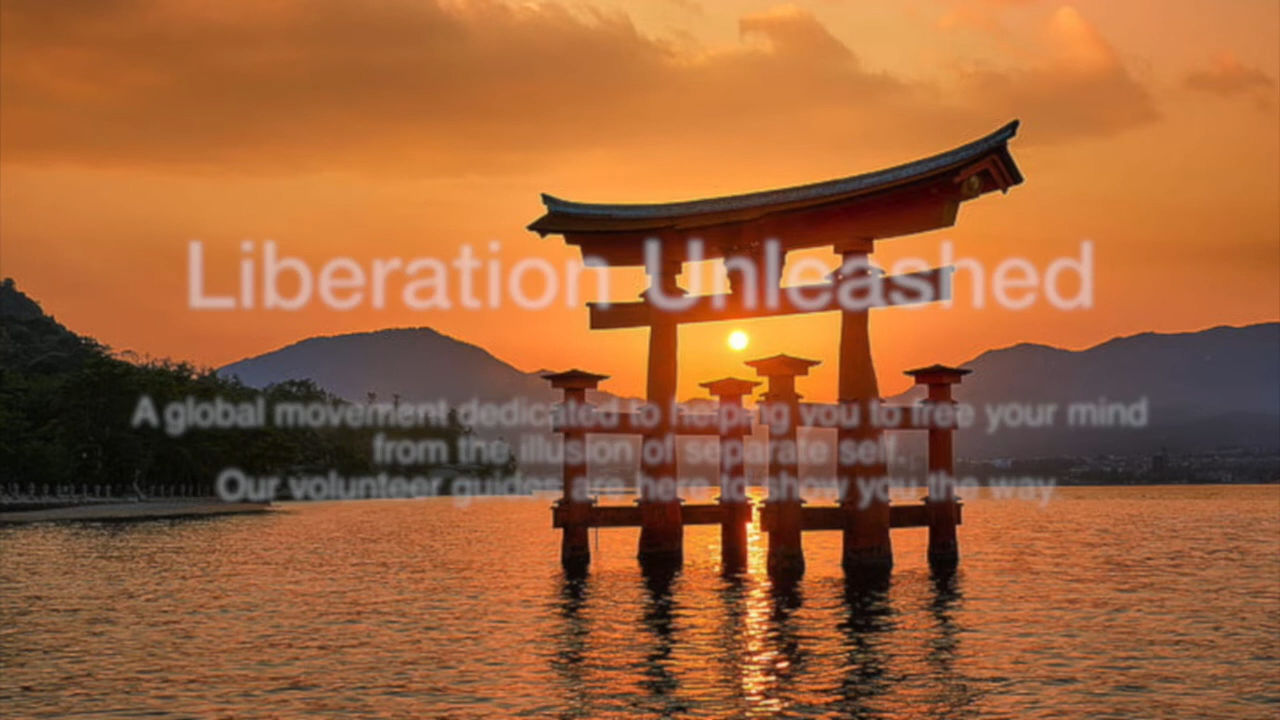 Liberation Unleashed
A global movement dedicated to helping you to free your mind
from the illusion of separate self.
Our volunteer guides are here to show you the way